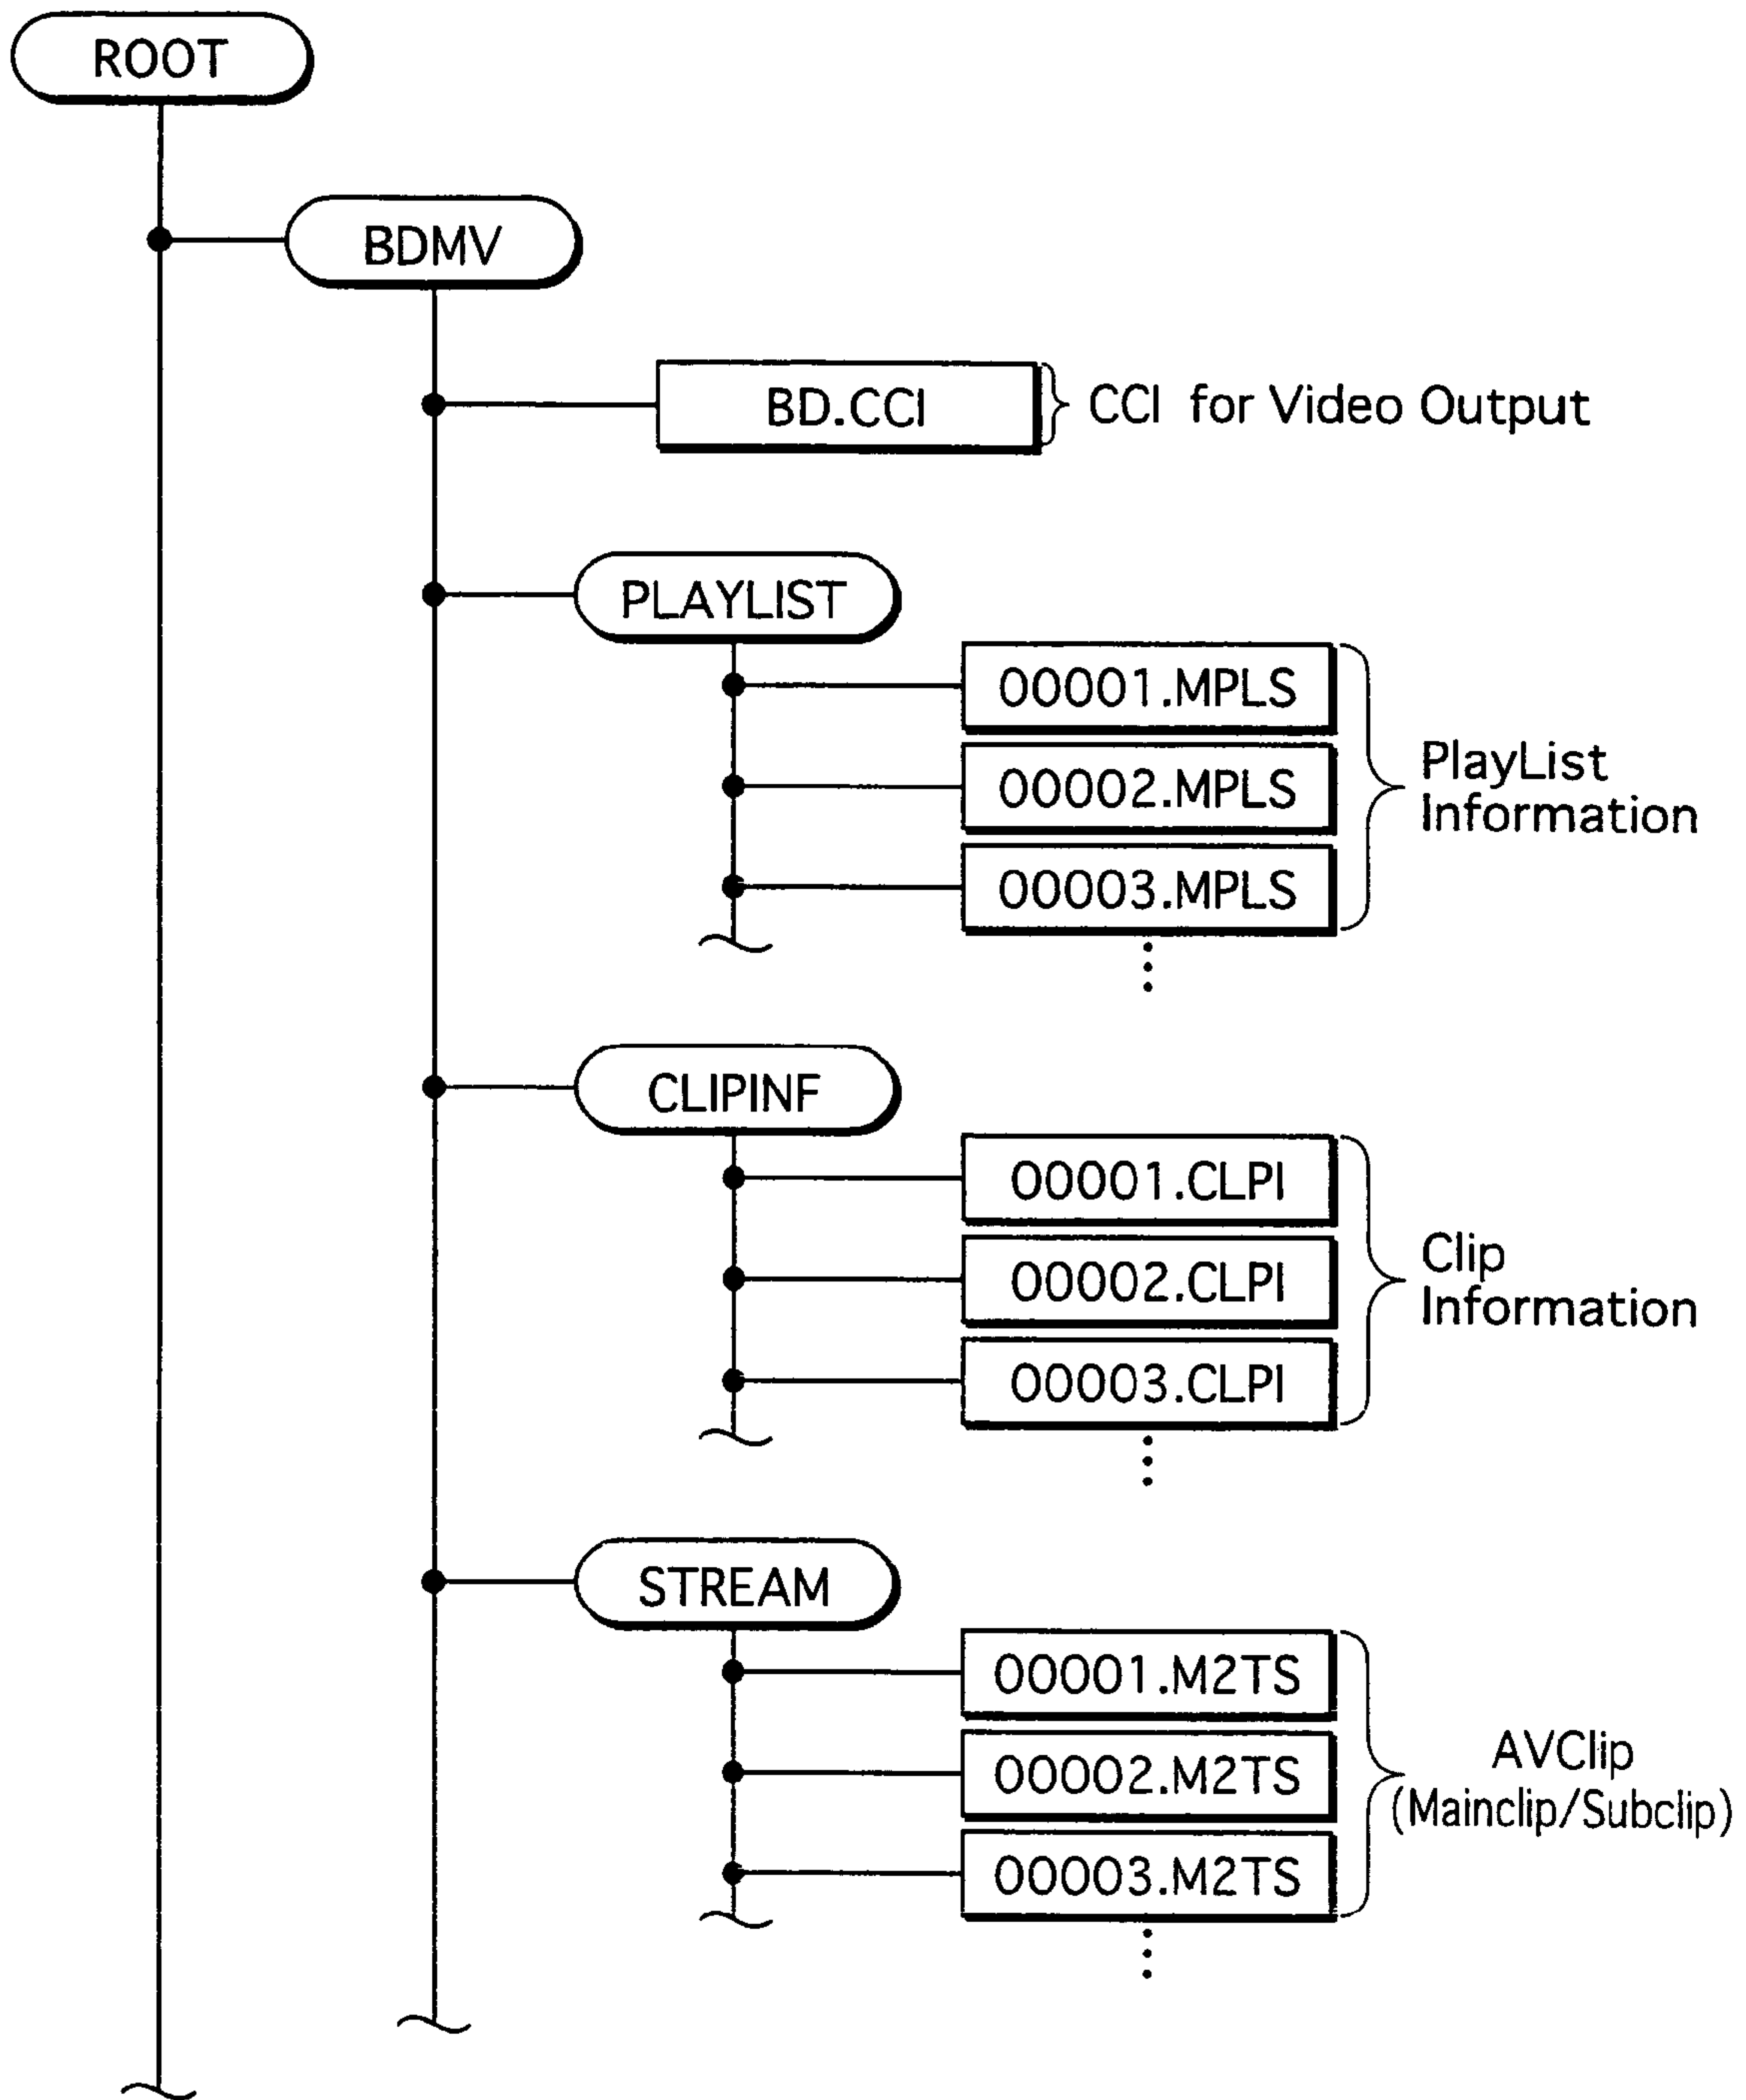 ROOT
BDMV
BD.CCI
CCI for Video Output
PLAYLIST
00001.MPLS
00002.MPLS
00003.MPLS
PlayList
Information
CLIPINF
00001.CLPI
00002.CLPI
00003.CLPI
Clip
Information
STREAM
00001.M2TS
00002.M2TS
00003.M2TS
AVClip
(Mainclip/Subclip)